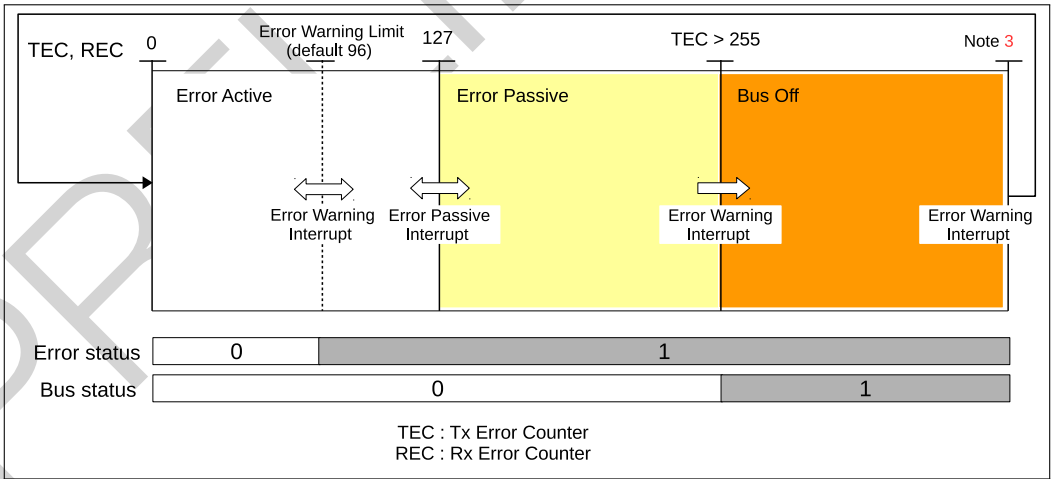 TEC, REC
0
Error Warning Limit
(default 96)
127
TEC > 255
Note 3
Error Active
Error Passive
Bus Off
Error Warning
Interrupt
Error Passive
Interrupt
Error Warning
Interrupt
Error Warning
Interrupt
Error status
0
1
Bus status
0
1
TEC : Tx Error Counter
REC : Rx Error Counter